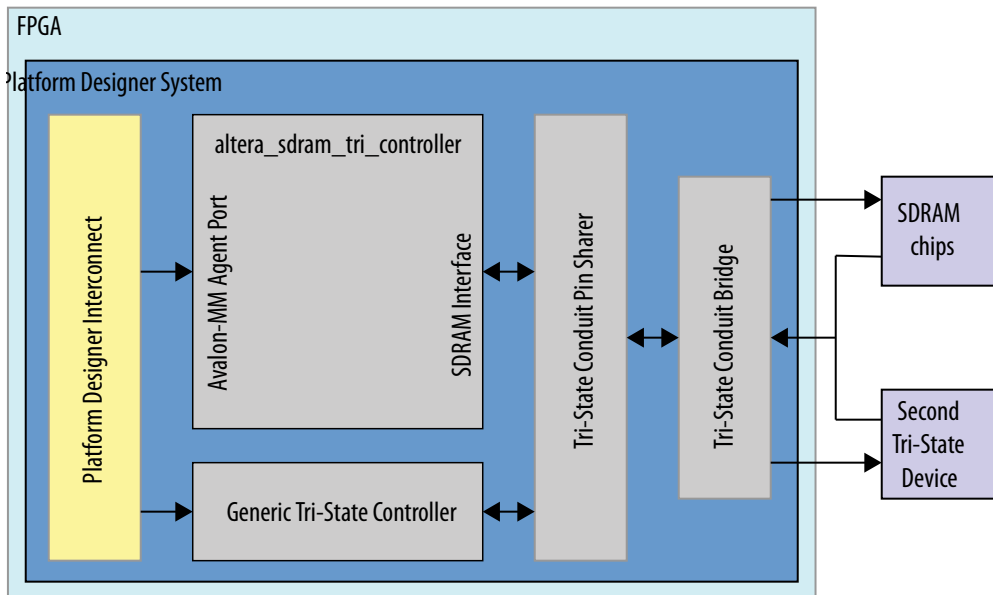 FPGA
Platform Designer System
Platform Designer Interconnect
altera_sdram_tri_controller
Avalon-MM Agent Port
SDRAM Interface
Generic Tri-State Controller
Tri-State Conduit Pin Sharer
Tri-State Conduit Bridge
SDRAM
chips
Second
Tri-State
Device